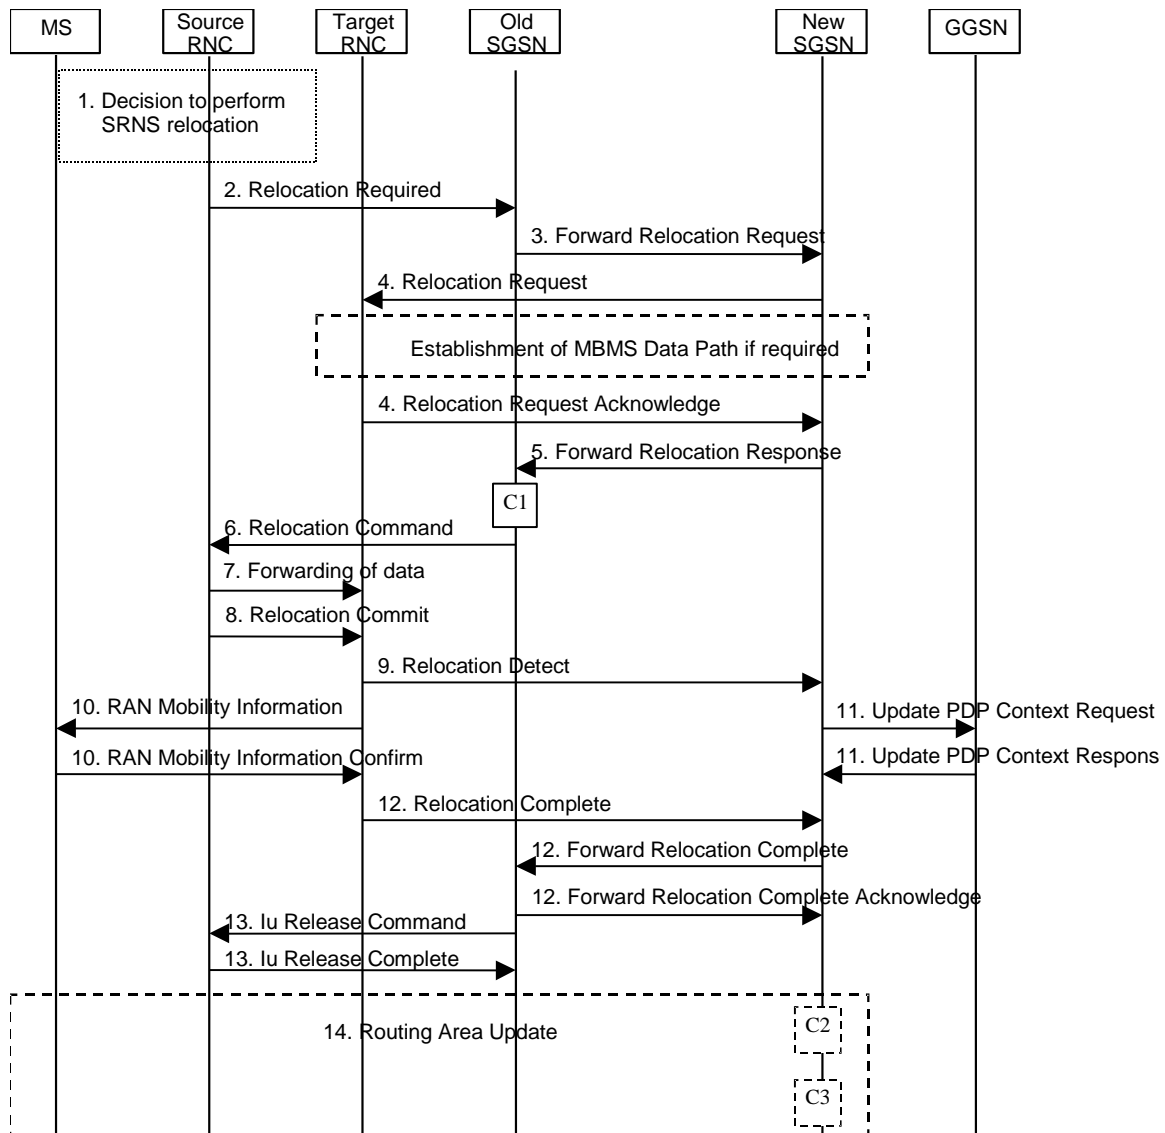 MS
Source
RNC
Target
RNC
Old
SGSN
New
SGSN
GGSN
1. Decision to perform
SRNS relocation
2. Relocation Required
3. Forward Relocation Request
4. Relocation Request
Establishment of MBMS Data Path if required
4. Relocation Request Acknowledge
5. Forward Relocation Response
C1
6. Relocation Command
7. Forwarding of data
8. Relocation Commit
9. Relocation Detect
10. RAN Mobility Information
11. Update PDP Context Request
10. RAN Mobility Information Confirm
11. Update PDP Context Respons
12. Relocation Complete
12. Forward Relocation Complete
12. Forward Relocation Complete Acknowledge
13. Iu Release Command
13. Iu Release Complete
14. Routing Area Update
C2
C3